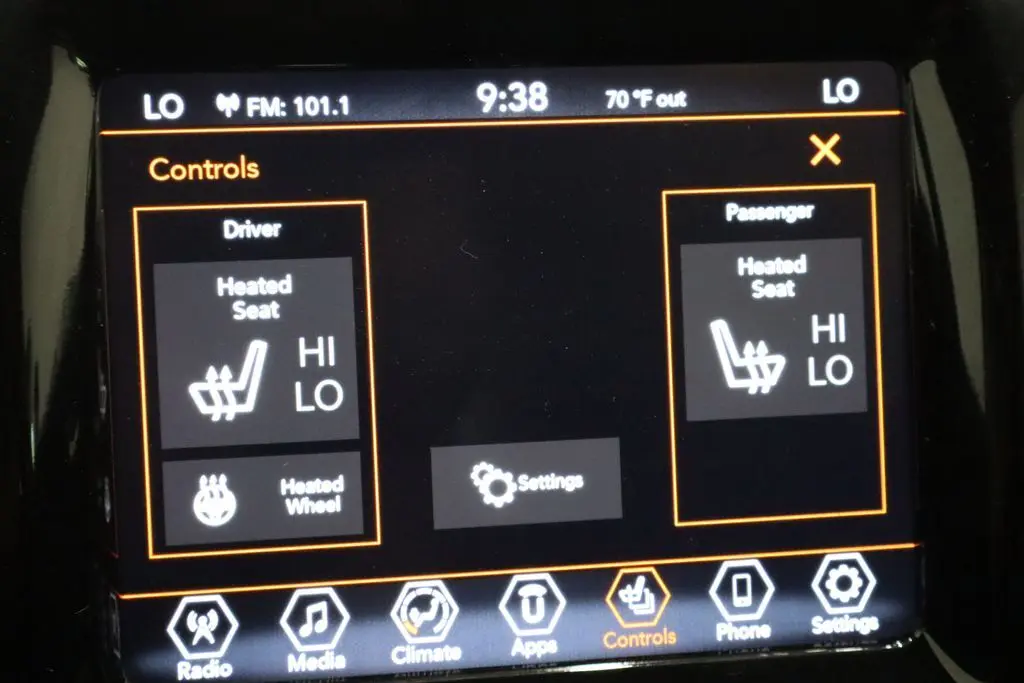 LO FM: 101.1 9:38 70 °F out LO
Controls
Driver
Heated
Seat
HI
LO
Heated
Wheel
Settings
Passenger
Heated
Seat
HI
LO
Radio Media Climate Apps Controls Phone Settings